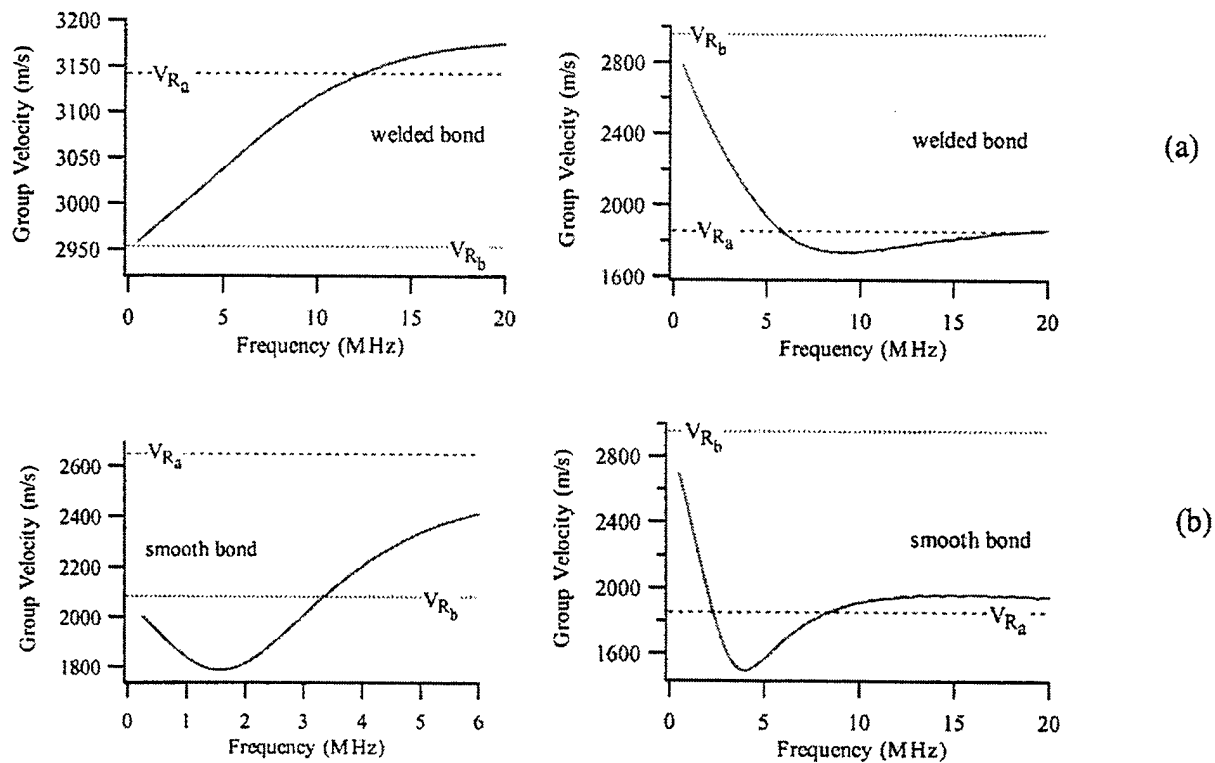 3200
3150
3100
3050
3000
2950
Group Velocity (m/s)
V_Ra
welded bond
V_Rb
0 5 10 15 20
Frequency (MHz)
2800
2400
2000
1600
Group Velocity (m/s)
V_Rb
welded bond
V_Ra
0 5 10 15 20
Frequency (MHz)
(a)
2600
2400
2200
2000
1800
Group Velocity (m/s)
V_Ra
smooth bond
V_Rb
0 1 2 3 4 5 6
Frequency (MHz)
2800
2400
2000
1600
Group Velocity (m/s)
V_Rb
smooth bond
V_Ra
0 5 10 15 20
Frequency (MHz)
(b)